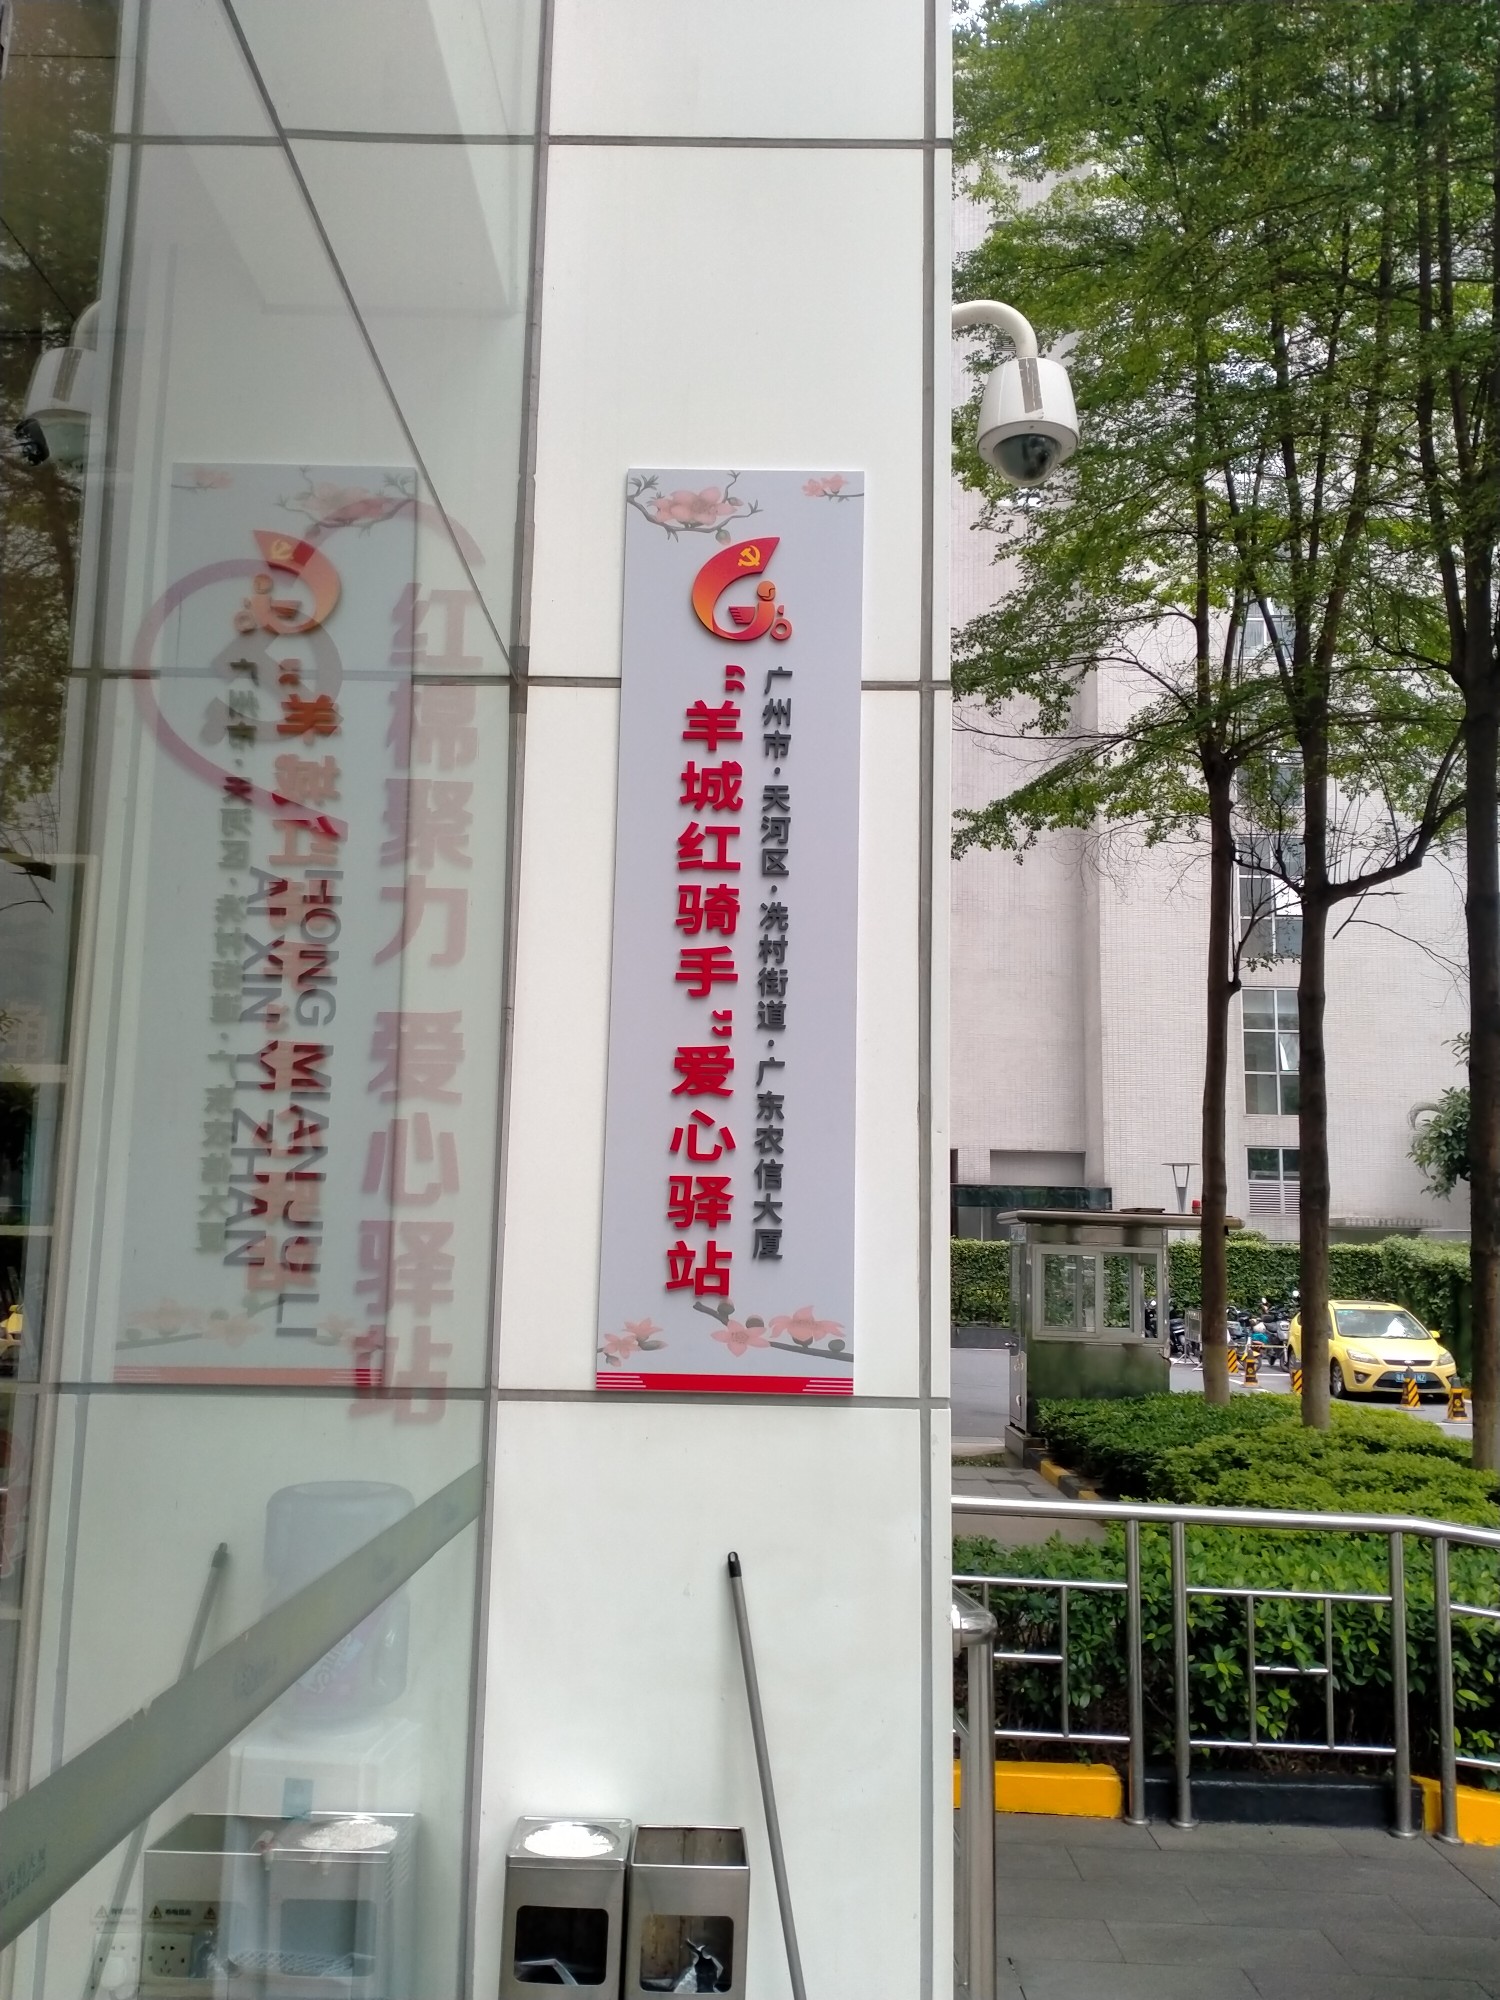 广州市·天河区·冼村街道·广东农信大厦
“羊城红骑手”爱心驿站
红棉聚力 爱心驿站
HONG MIAN JU LI
AI XIN YI ZHAN